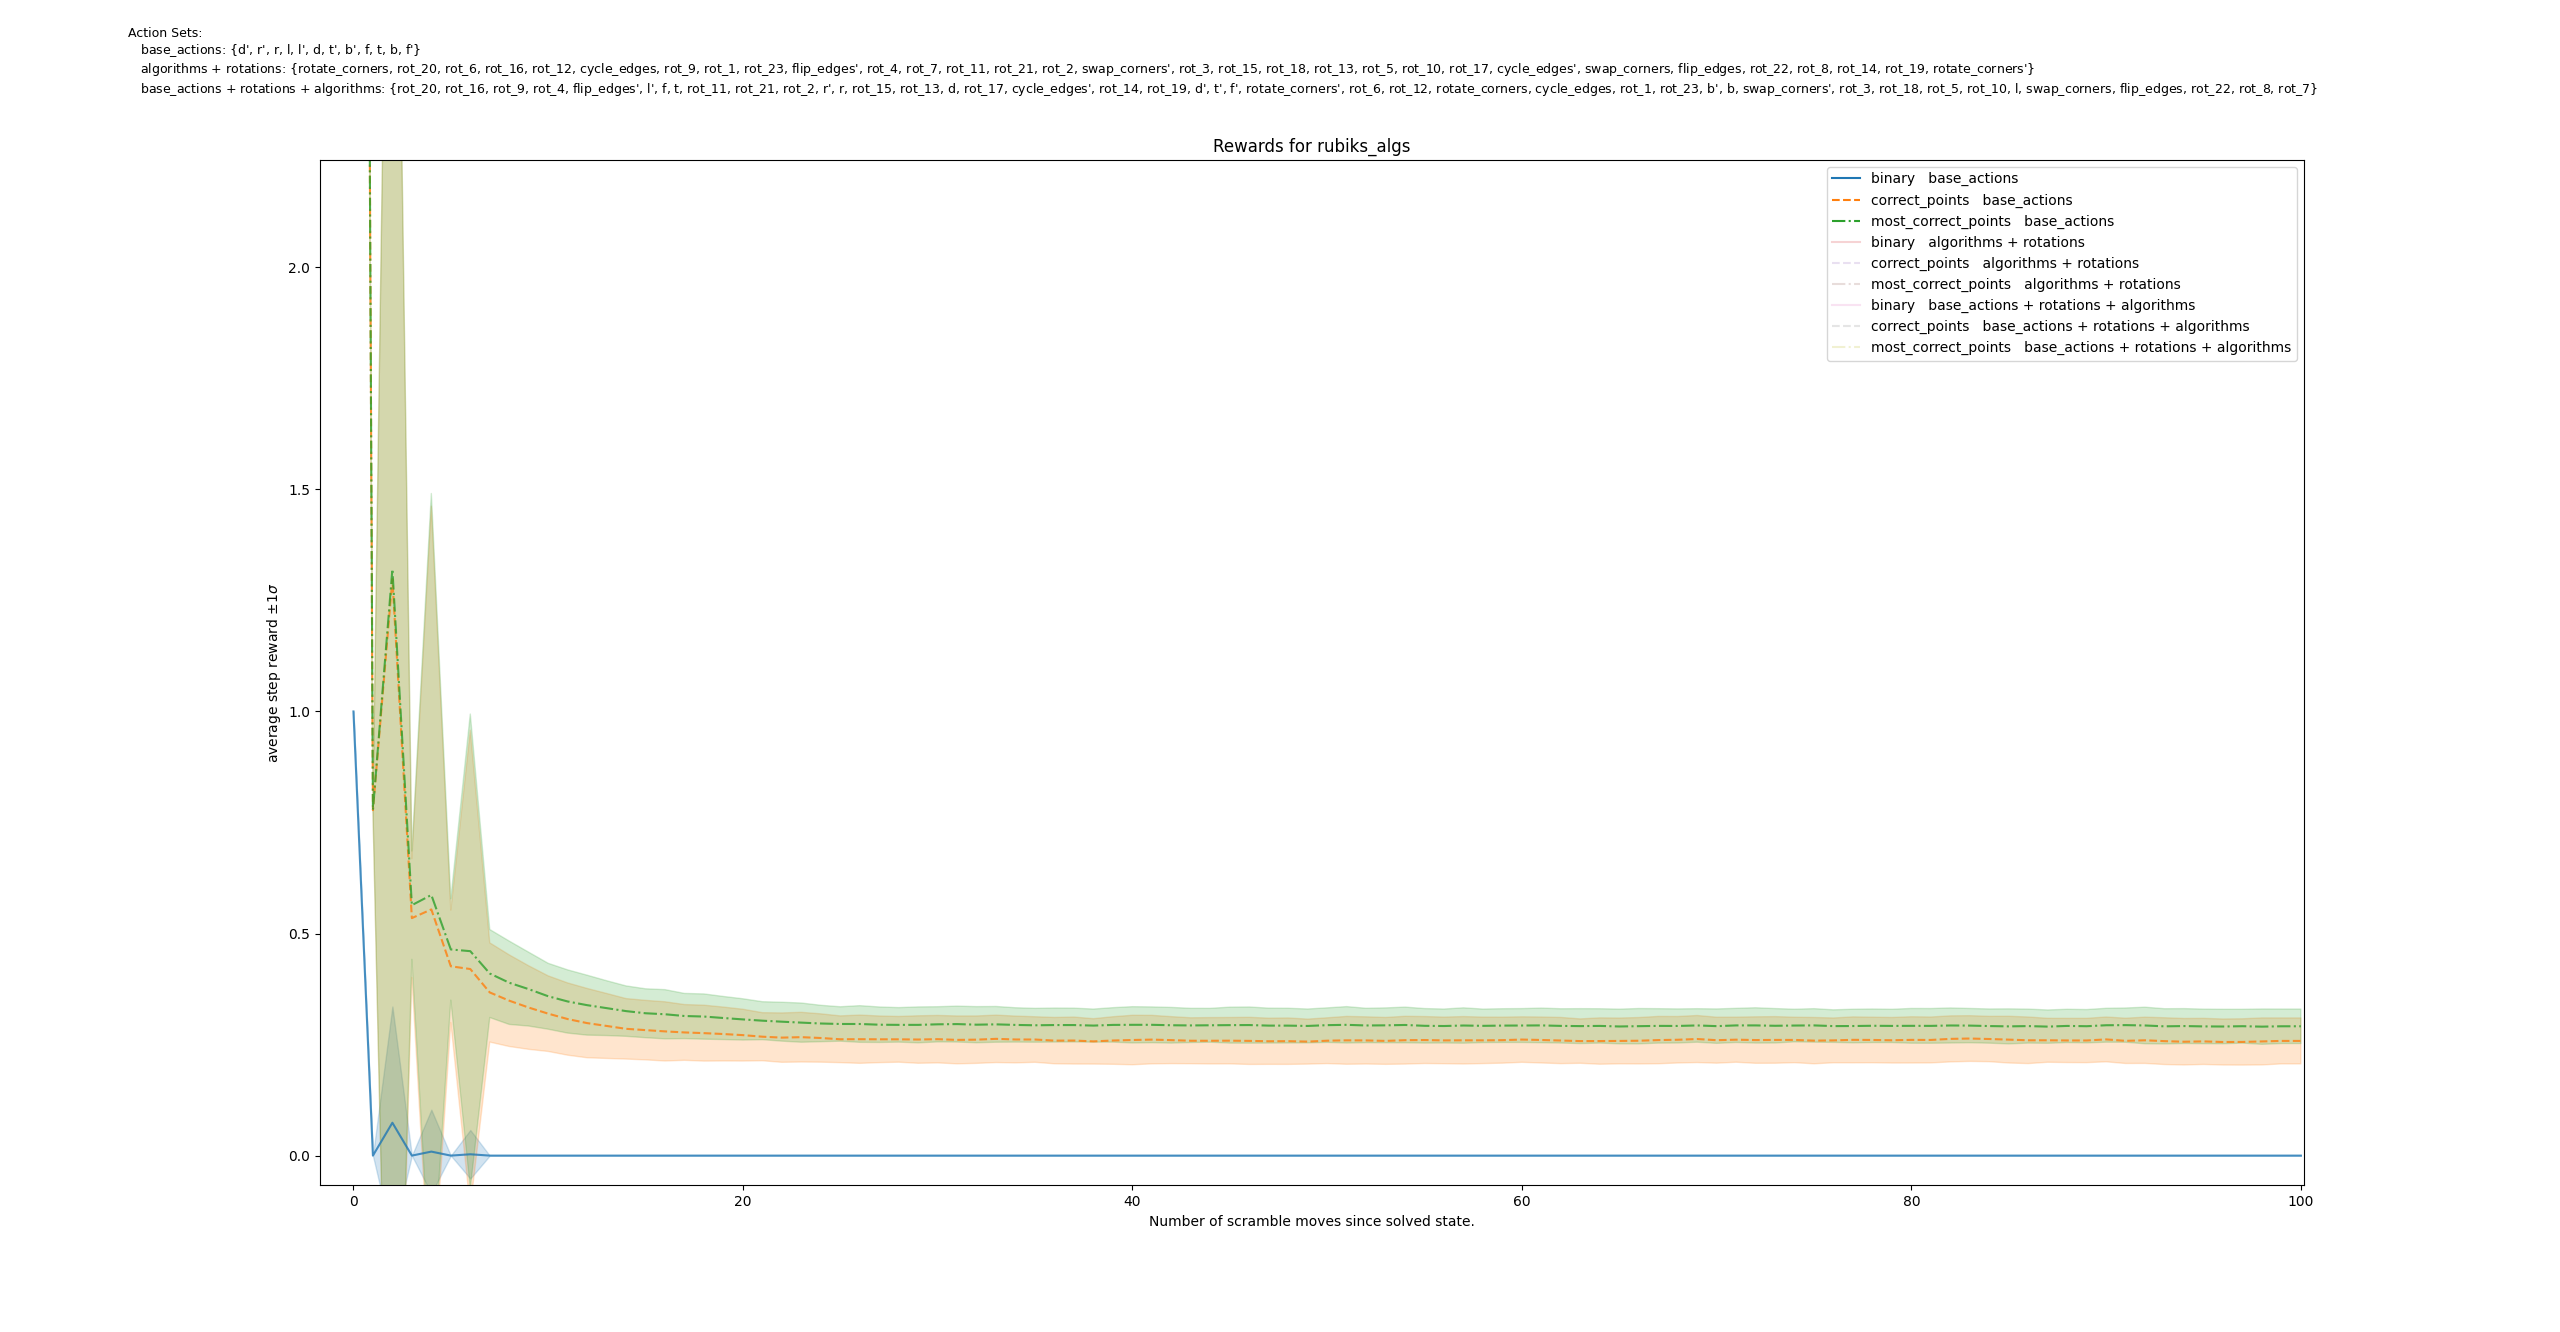 Action Sets:
base_actions: {d', r', r, l, l', d, t', b', f, t, b, f'}
algorithms + rotations: {rotate_corners, rot_20, rot_6, rot_16, rot_12, cycle_edges, rot_9, rot_1, rot_23, flip_edges', rot_4, rot_7, rot_11, rot_21, rot_2, swap_corners', rot_3, rot_15, rot_18, rot_13, rot_5, rot_10, rot_17, cycle_edges', swap_corners, flip_edges, rot_22, rot_8, rot_14, rot_19, rotate_corners'}
base_actions + rotations + algorithms: {rot_20, rot_16, rot_9, rot_4, flip_edges', l', f, t, rot_11, rot_21, rot_2, r', r, rot_15, rot_13, d, rot_17, cycle_edges', rot_14, rot_19, d', t', f', rotate_corners', rot_6, rot_12, rotate_corners, cycle_edges, rot_1, rot_23, b', b, swap_corners', rot_3, rot_18, rot_5, rot_10, l, swap_corners, flip_edges, rot_22, rot_8, rot_7}
Rewards for rubiks_algs
binary base_actions
correct_points base_actions
most_correct_points base_actions
binary algorithms + rotations
correct_points algorithms + rotations
most_correct_points algorithms + rotations
binary base_actions + rotations + algorithms
correct_points base_actions + rotations + algorithms
most_correct_points base_actions + rotations + algorithms
2.0
1.5
1.0
0.5
0.0
average step reward ±1σ
0 20 40 60 80 100
Number of scramble moves since solved state.